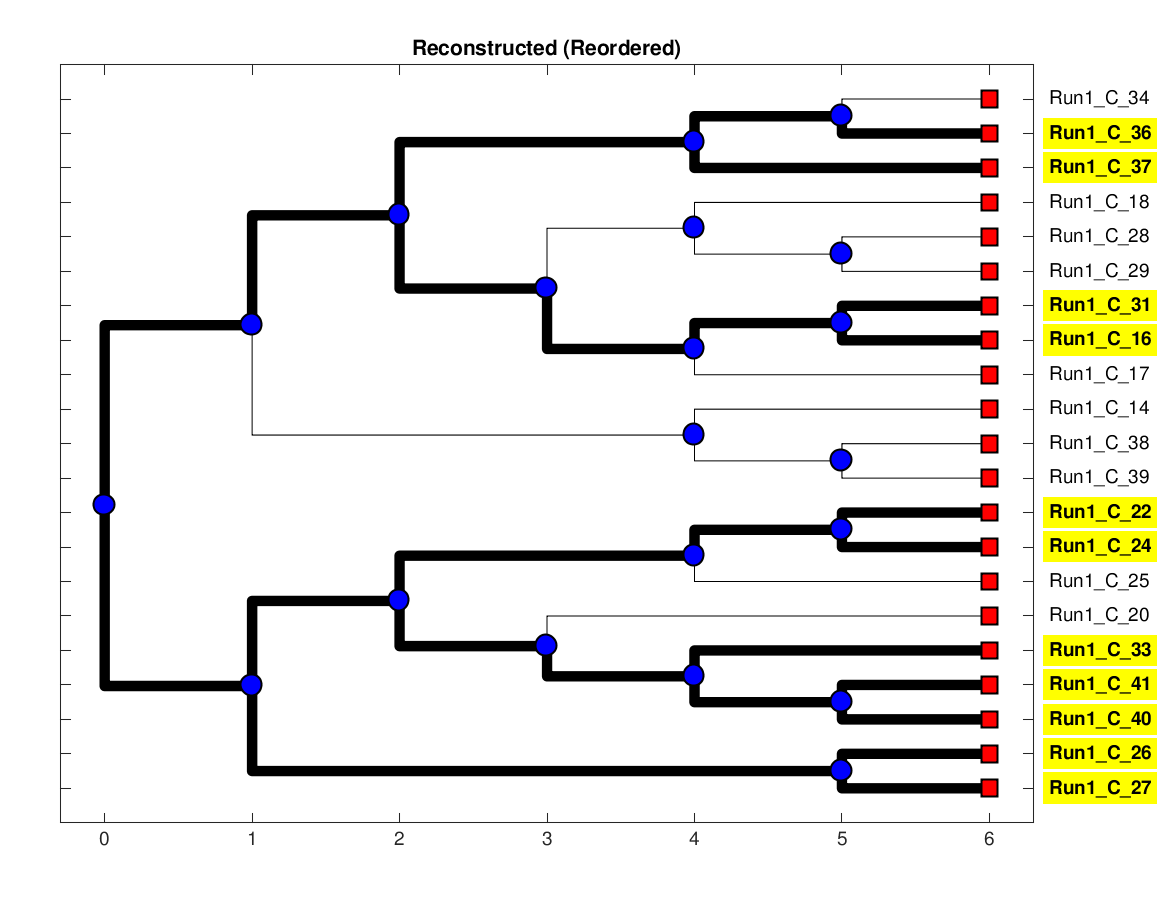 Reconstructed (Reordered)
Run1_C_34
Run1_C_36
Run1_C_37
Run1_C_18
Run1_C_28
Run1_C_29
Run1_C_31
Run1_C_16
Run1_C_17
Run1_C_14
Run1_C_38
Run1_C_39
Run1_C_22
Run1_C_24
Run1_C_25
Run1_C_20
Run1_C_33
Run1_C_41
Run1_C_40
Run1_C_26
Run1_C_27
0 1 2 3 4 5 6